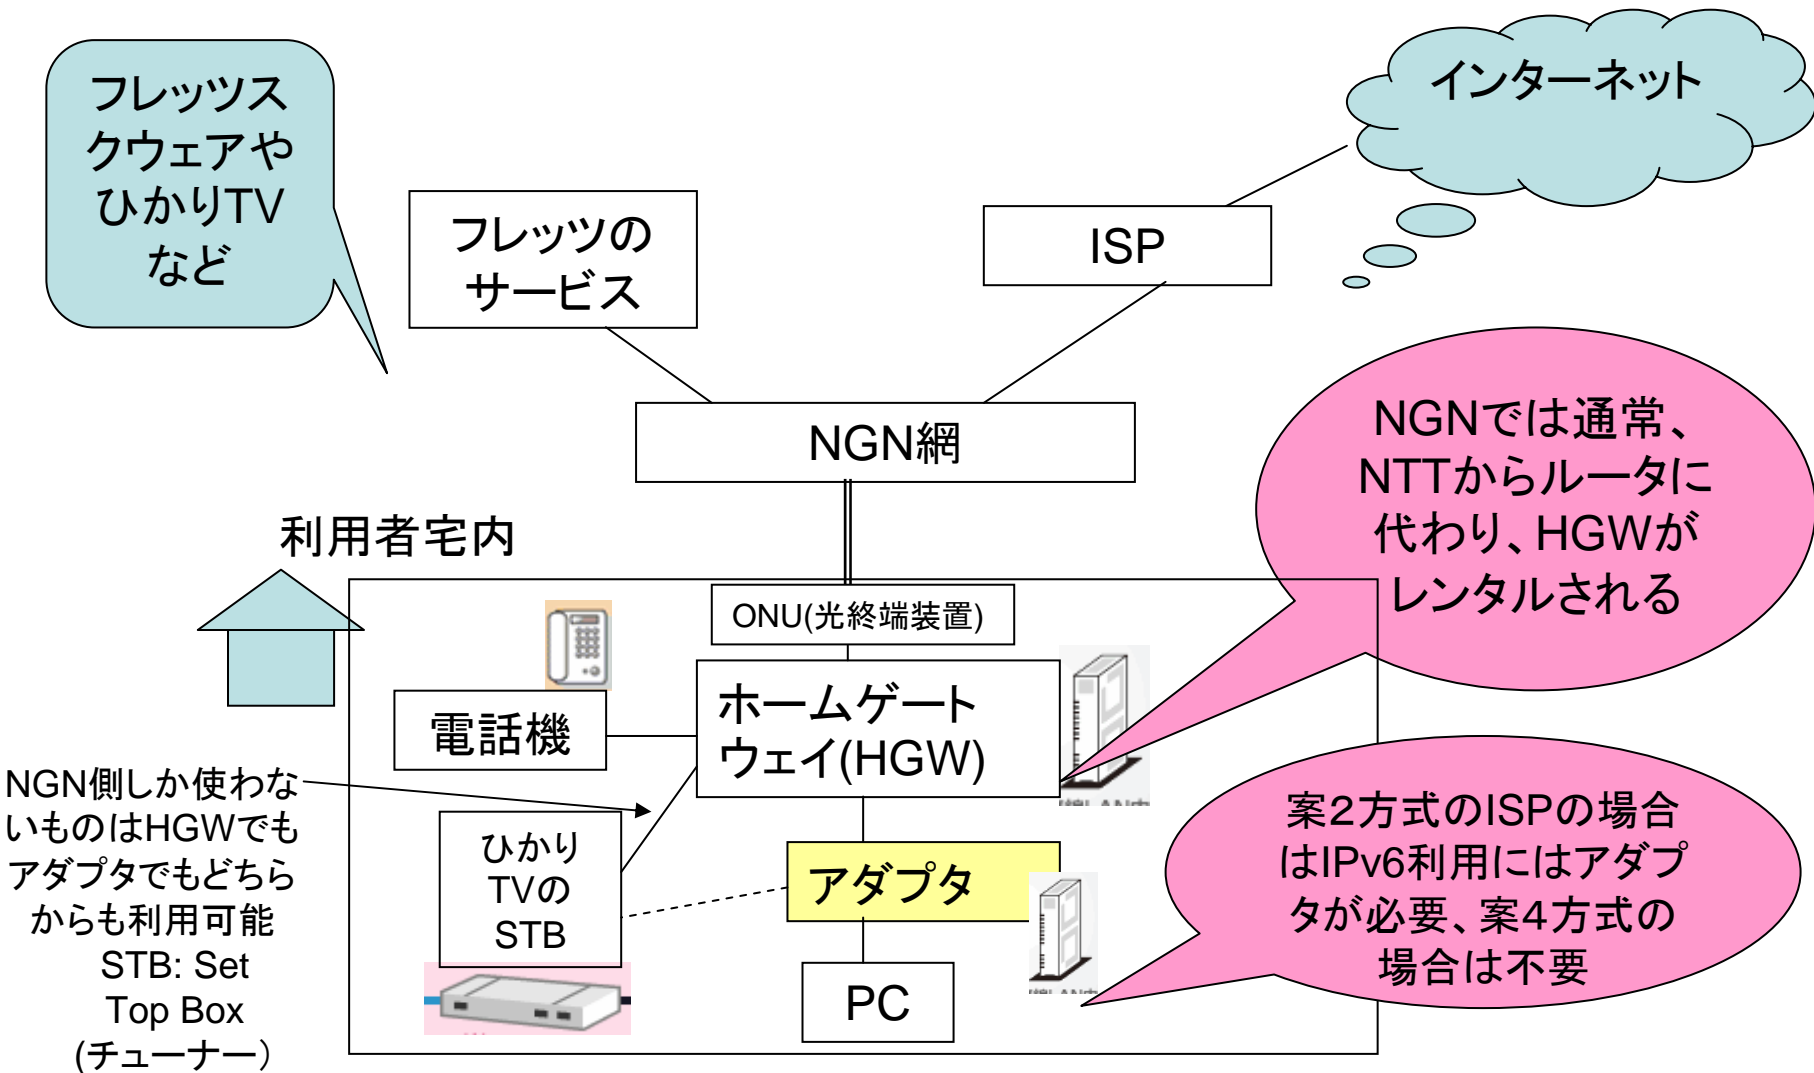 フレッツス
クウェアや
ひかりTV
など
インターネット
フレッツの
サービス
ISP
NGN網
NGNでは通常、
NTTからルータに
代わり、HGWが
レンタルされる
利用者宅内
ONU(光終端装置)
ホームゲート
ウェイ(HGW)
電話機
NGN側しか使わな
いものはHGWでも
アダプタでもどちら
からも利用可能
STB: Set
Top Box
(チューナー)
ひかり
TVの
STB
アダプタ
PC
案2方式のISPの場合
はIPv6利用にはアダプ
タが必要、案4方式の
場合は不要